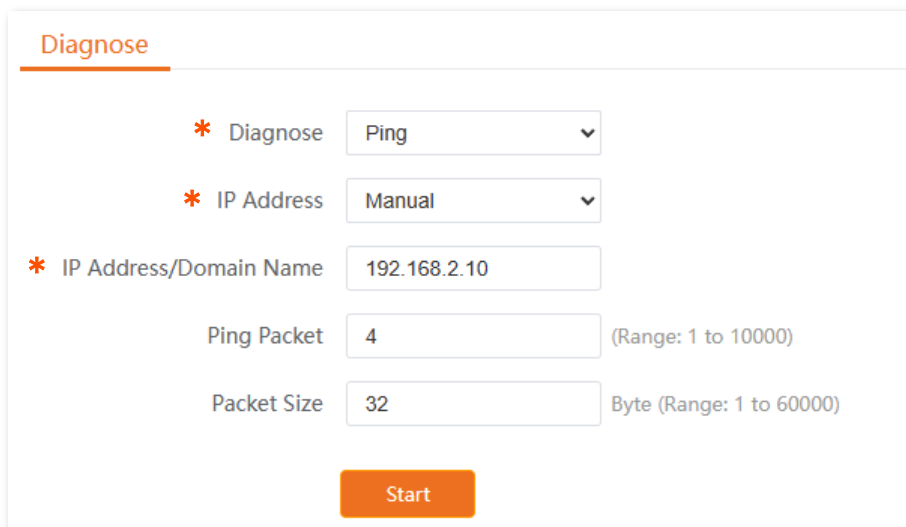 Diagnose
* Diagnose Ping
* IP Address Manual
* IP Address/Domain Name 192.168.2.10
Ping Packet 4 (Range: 1 to 10000)
Packet Size 32 Byte (Range: 1 to 60000)
Start